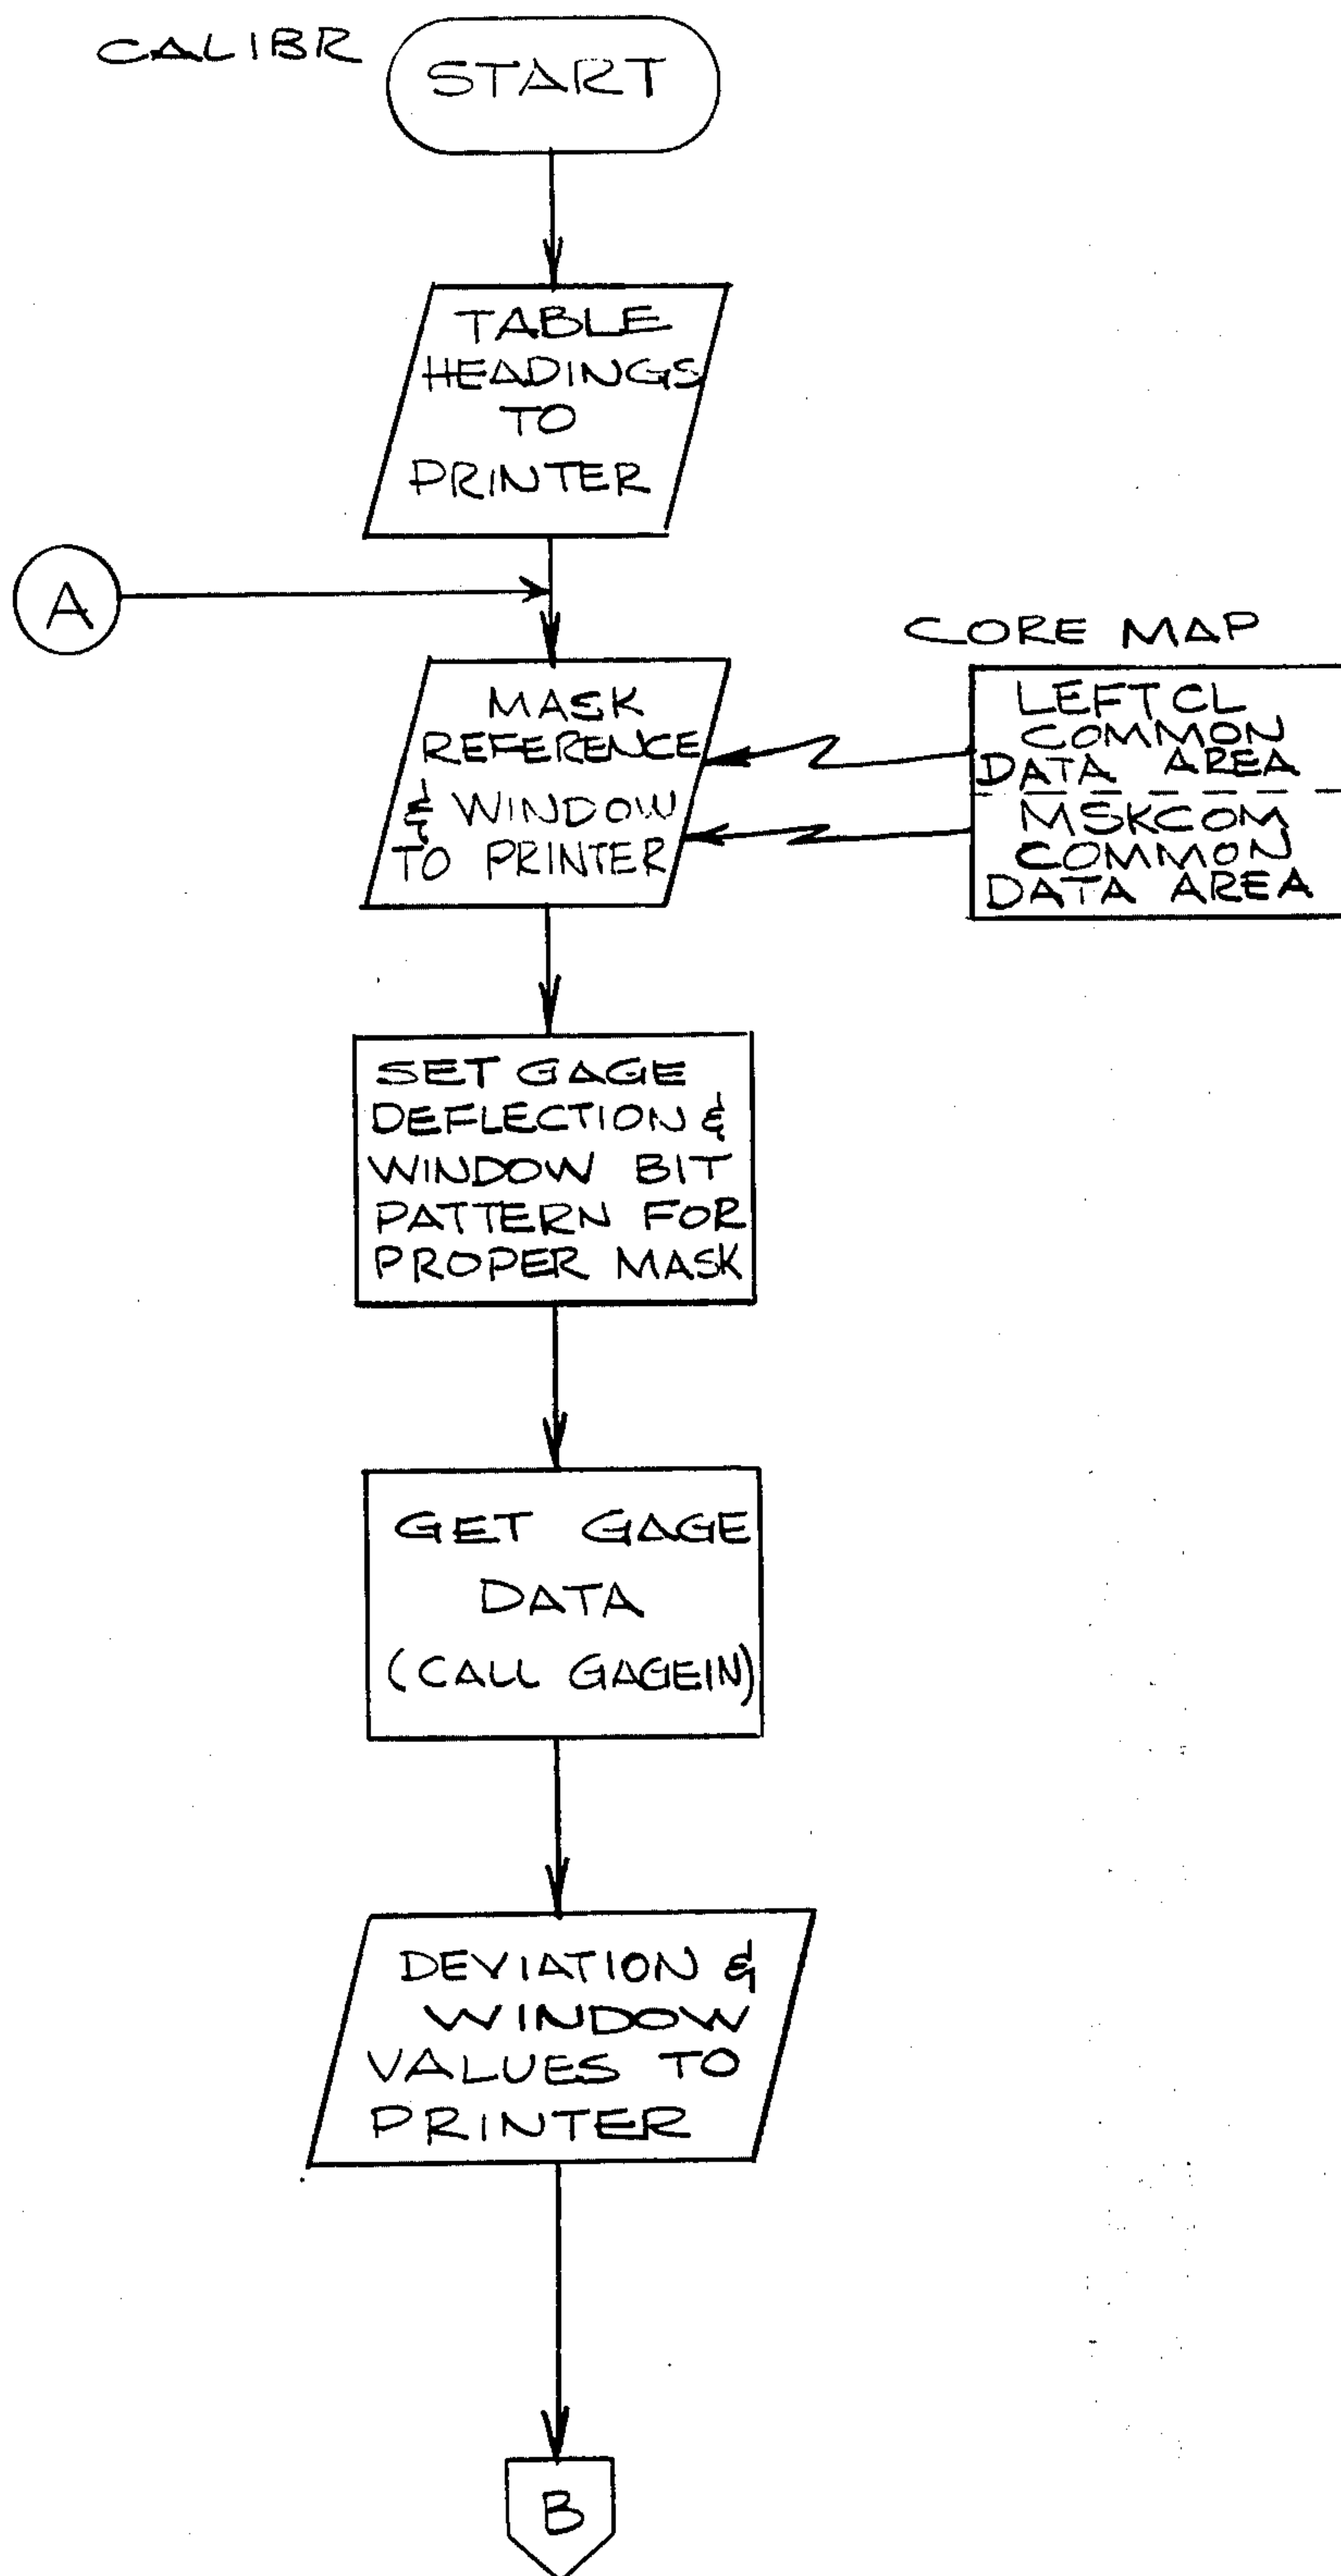 CALIBR
START
TABLE
HEADINGS
TO
PRINTER
A
MASK
REFERENCE
& WINDOW
TO PRINTER
CORE MAP
LEFTCL
COMMON
DATA AREA
MSKCOM
COMMON
DATA AREA
SET GAGE
DEFLECTION &
WINDOW BIT
PATTERN FOR
PROPER MASK
GET GAGE
DATA
(CALL GAGEIN)
DEVIATION &
WINDOW
VALUES TO
PRINTER
B